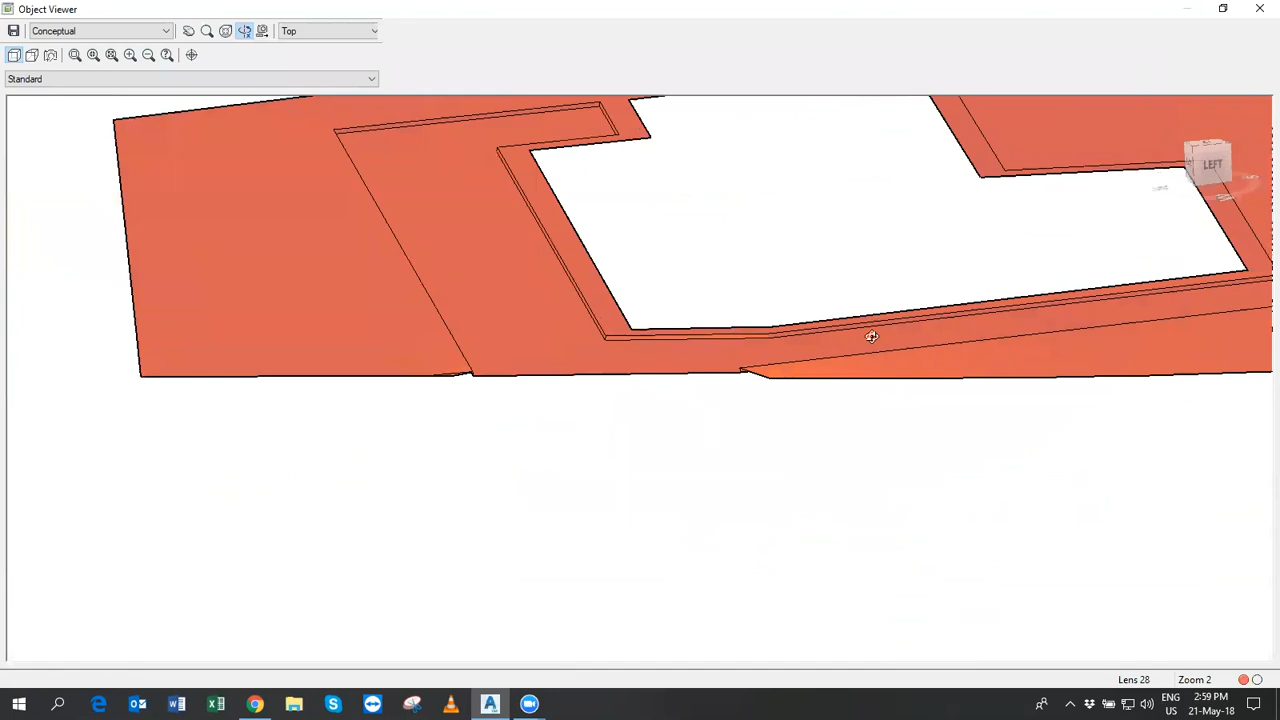 Object Viewer
Conceptual
Top
Standard
LEFT
Lens 28
Zoom 2
ENG
2:59 PM
US
21-May-18